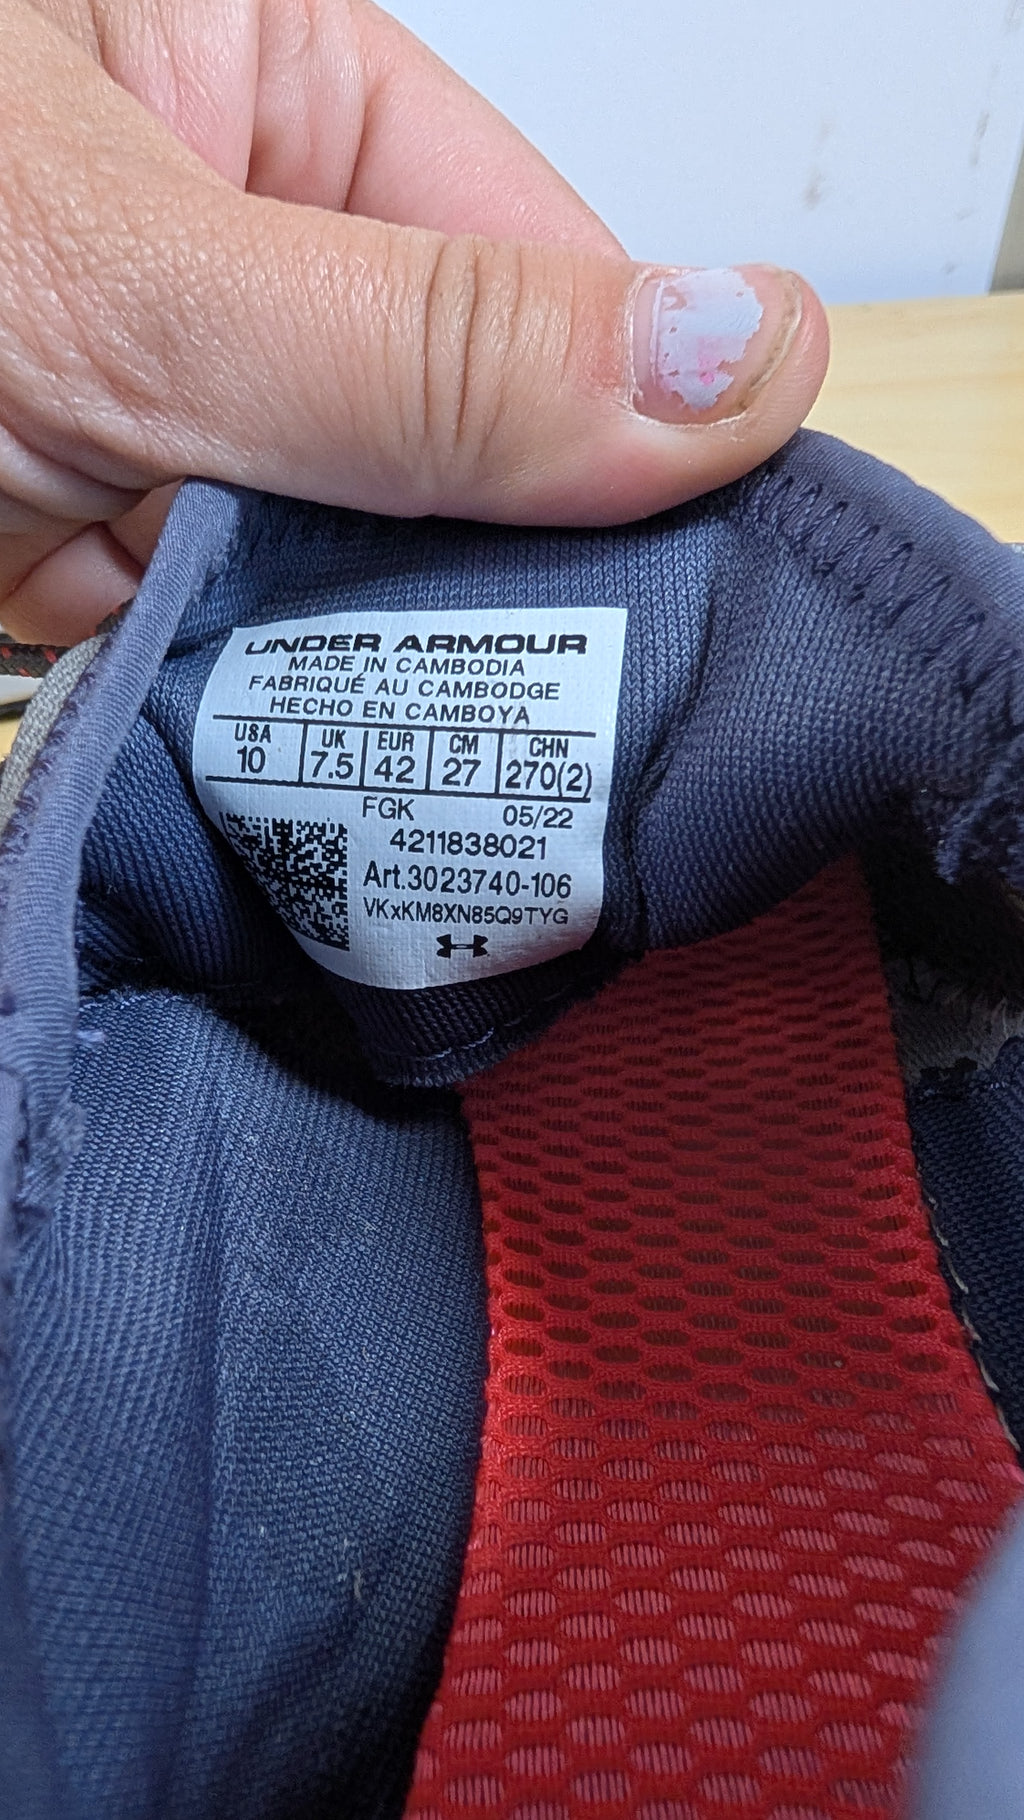 UNDER ARMOUR
MADE IN CAMBODIA
FABRIQUÉ AU CAMBODGE
HECHO EN CAMBOYA
USA UK EUR CM CHN
10 7.5 42 27 270(2)
FGK 05/22
4211838021
Art.3023740-106
VKxKM8XN85Q9TYG